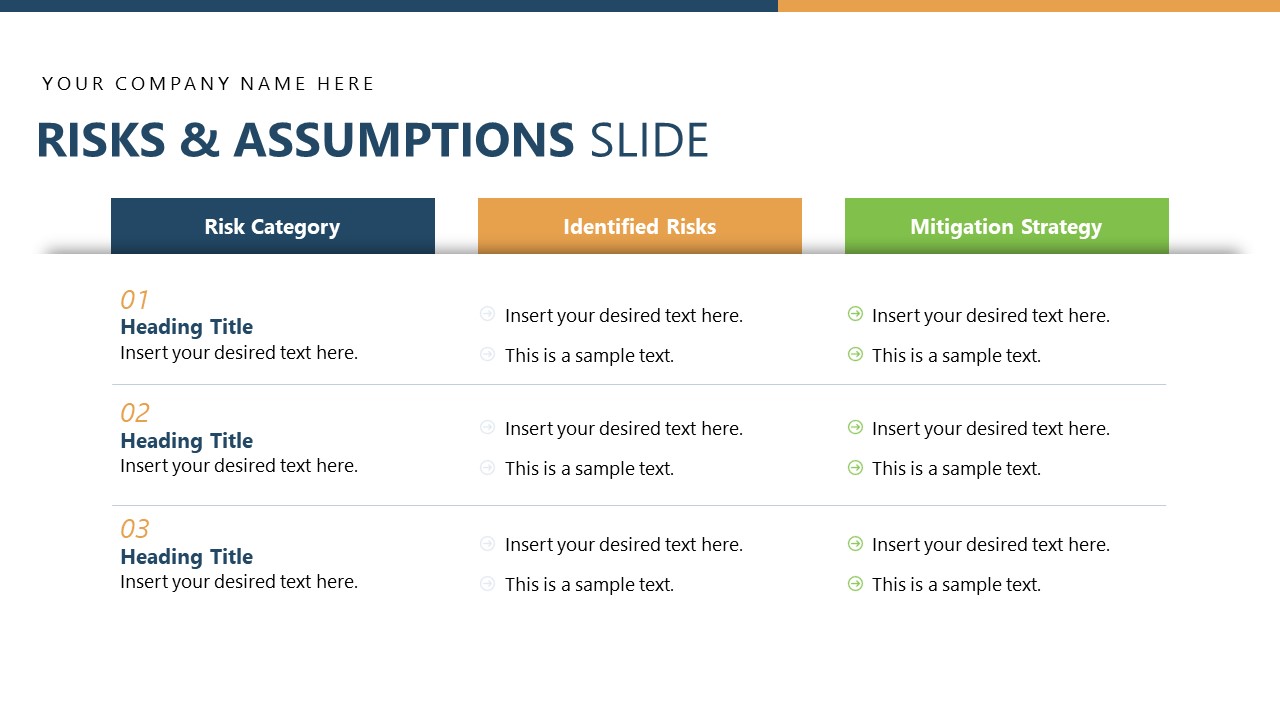 YOUR COMPANY NAME HERE
RISKS & ASSUMPTIONS SLIDE
Risk Category
Identified Risks
Mitigation Strategy
01
Heading Title
Insert your desired text here.
Insert your desired text here.
This is a sample text.
Insert your desired text here.
This is a sample text.
02
Heading Title
Insert your desired text here.
Insert your desired text here.
This is a sample text.
Insert your desired text here.
This is a sample text.
03
Heading Title
Insert your desired text here.
Insert your desired text here.
This is a sample text.
Insert your desired text here.
This is a sample text.